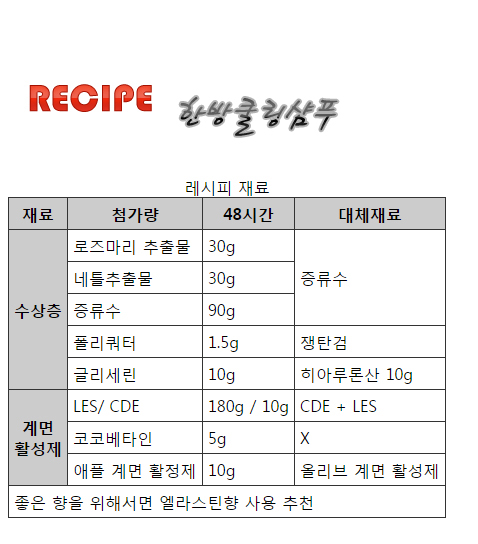 RECIPE
한방쿨링샴푸
레시피 재료
재료 첨가량 48시간 대체재료
수상층 로즈마리 추출물 30g 증류수
네틀추출물 30g
증류수 90g
폴리쿼터 1.5g 쟁탄검
글리세린 10g 히아루론산 10g
계면 활성제 LES/ CDE 180g / 10g CDE + LES
코코베타인 5g X
애플 계면 활정제 10g 올리브 계면 활성제
좋은 향을 위해서면 엘라스틴향 사용 추천